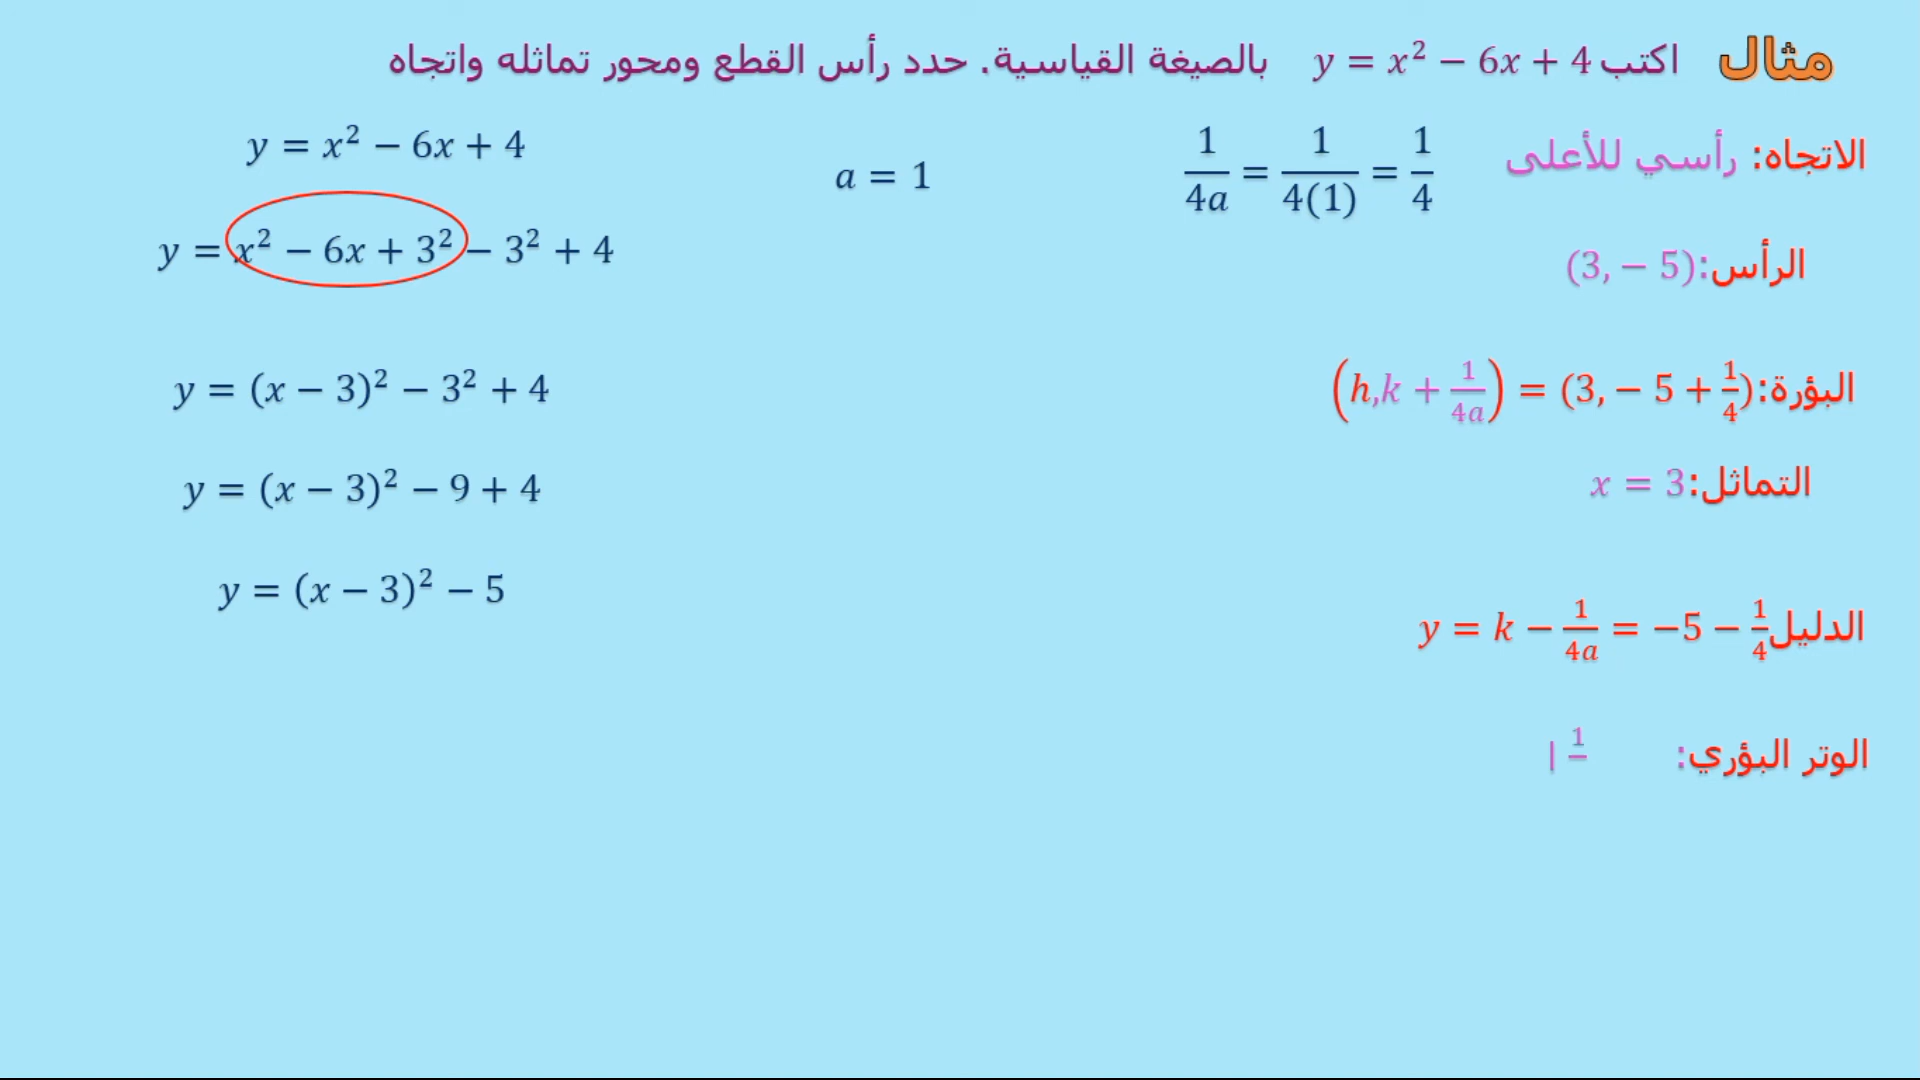 مثال اكتب y = x² − 6x + 4 بالصيغة القياسية. حدد رأس القطع ومحور تماثله واتجاه
الاتجاه: رأسي للأعلى
1/4a = 1/4(1) = 1/4
a = 1
y = x² − 6x + 4
الرأس: (3, − 5)
y = x² − 6x + 3² − 3² + 4
البؤرة: (h,k + 1/4a) = (3, − 5 + 1/4)
y = (x − 3)² − 3² + 4
التماثل: x = 3
y = (x − 3)² − 9 + 4
الدليل y = k − 1/4a = −5 − 1/4
y = (x − 3)² − 5
الوتر البؤري: | 1/